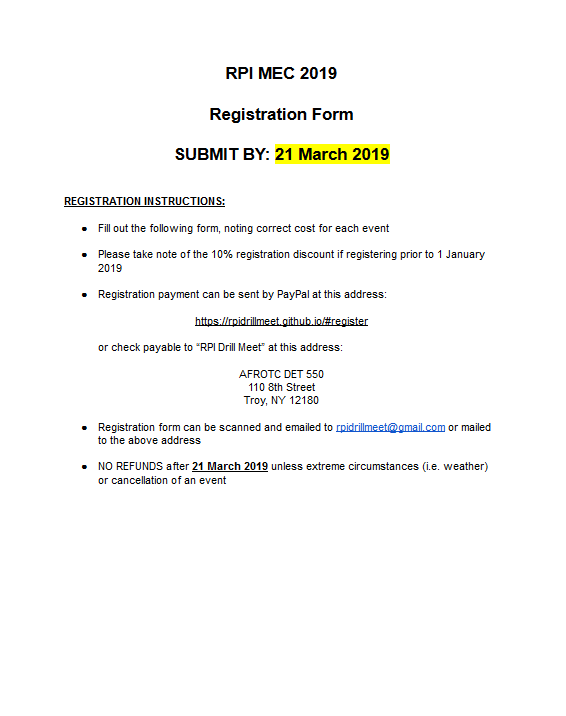 RPI MEC 2019
Registration Form
SUBMIT BY: 21 March 2019
REGISTRATION INSTRUCTIONS:
● Fill out the following form, noting correct cost for each event
● Please take note of the 10% registration discount if registering prior to 1 January
2019
● Registration payment can be sent by PayPal at this address:
https://rpidrillmeet.github.io/#register
or check payable to “RPI Drill Meet” at this address:
AFROTC DET 550
110 8th Street
Troy, NY 12180
● Registration form can be scanned and emailed to rpidrillmeet@gmail.com or mailed
to the above address
● NO REFUNDS after 21 March 2019 unless extreme circumstances (i.e. weather)
or cancellation of an event